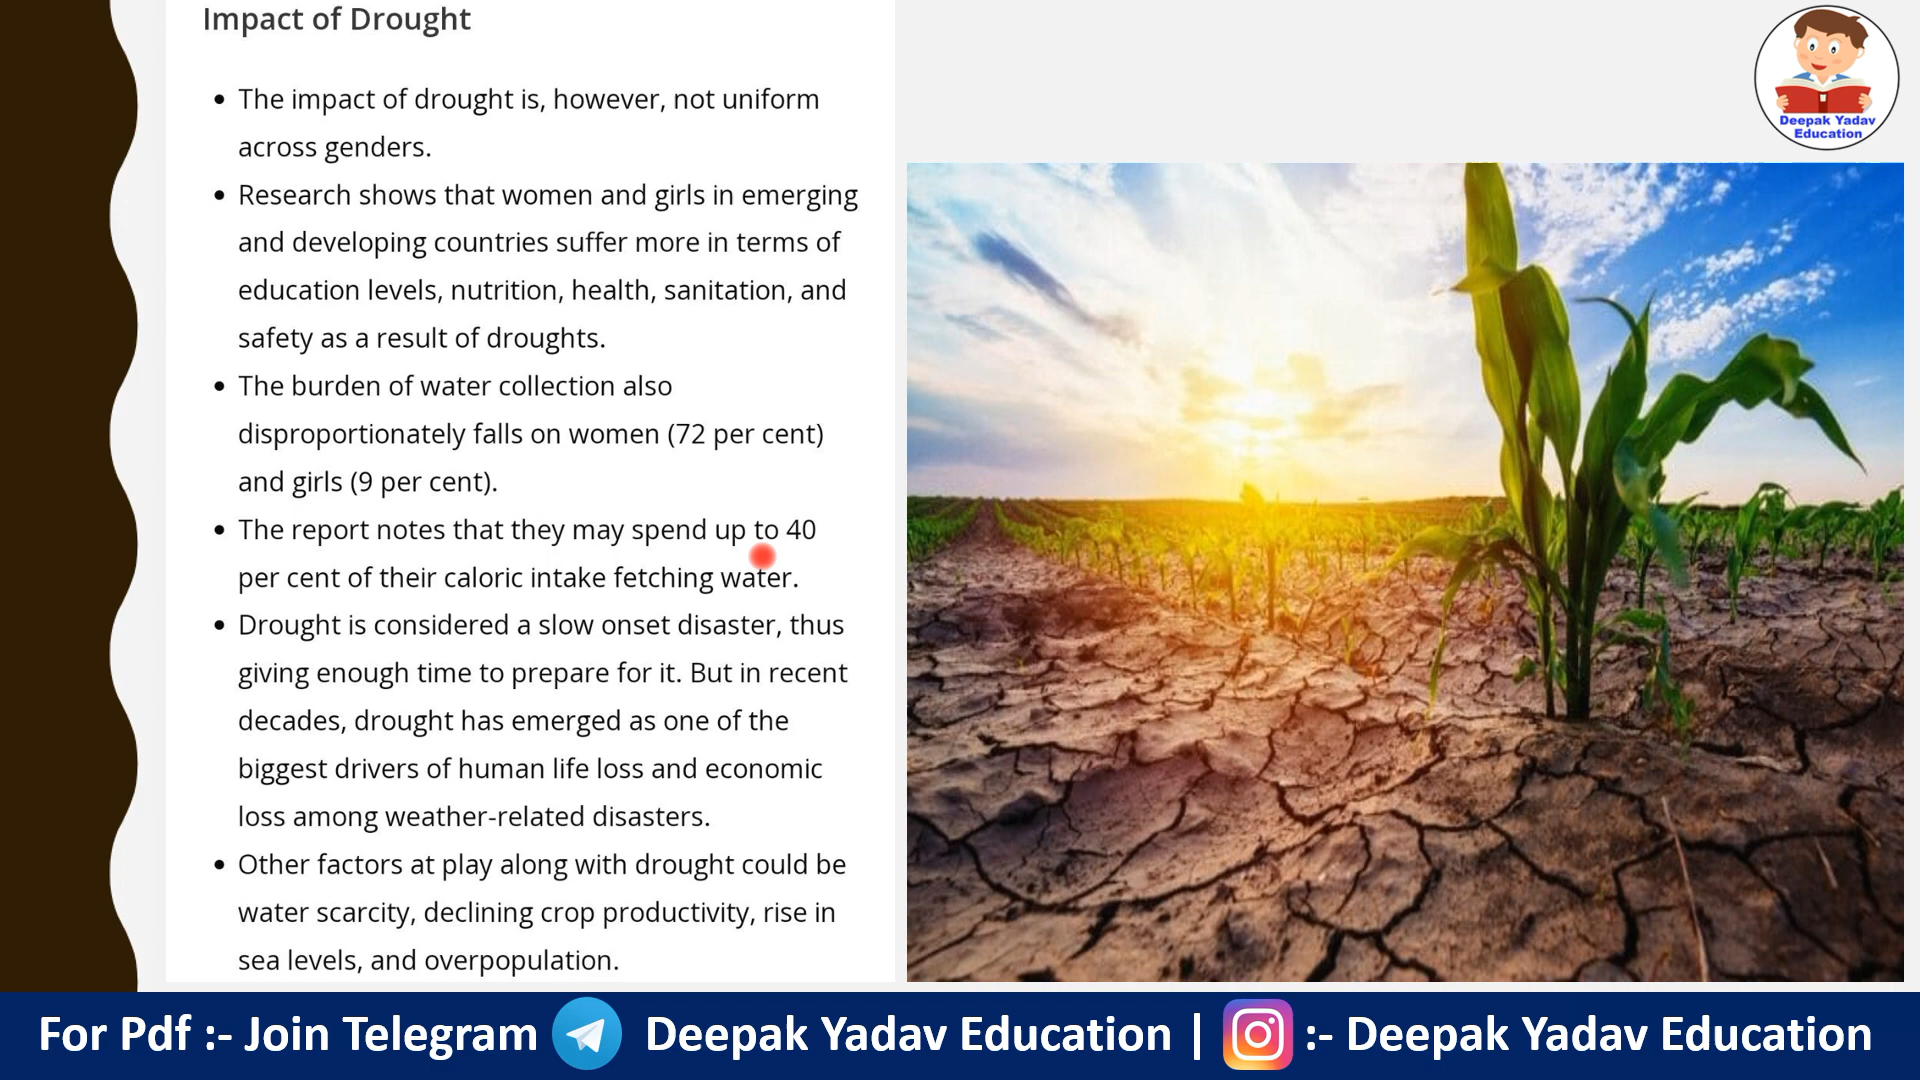 Impact of Drought
• The impact of drought is, however, not uniform
across genders.
• Research shows that women and girls in emerging
and developing countries suffer more in terms of
education levels, nutrition, health, sanitation, and
safety as a result of droughts.
• The burden of water collection also
disproportionately falls on women (72 per cent)
and girls (9 per cent).
• The report notes that they may spend up to 40
per cent of their caloric intake fetching water.
• Drought is considered a slow onset disaster, thus
giving enough time to prepare for it. But in recent
decades, drought has emerged as one of the
biggest drivers of human life loss and economic
loss among weather-related disasters.
• Other factors at play along with drought could be
water scarcity, declining crop productivity, rise in
sea levels, and overpopulation.
Deepak Yadav
Education
For Pdf :- Join Telegram Deepak Yadav Education | :- Deepak Yadav Education